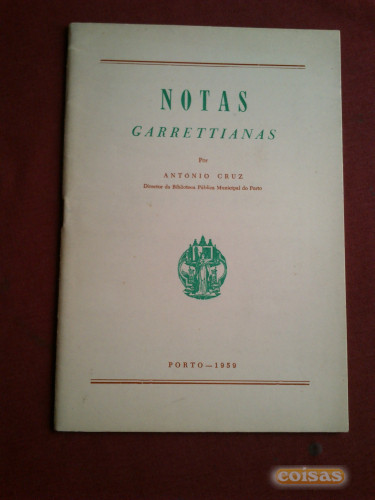 NOTAS
GARRETTIANAS
Por
ANTONIO CRUZ
Director da Biblioteca Pública Municipal do Porto
PORTO — 1959
coisas